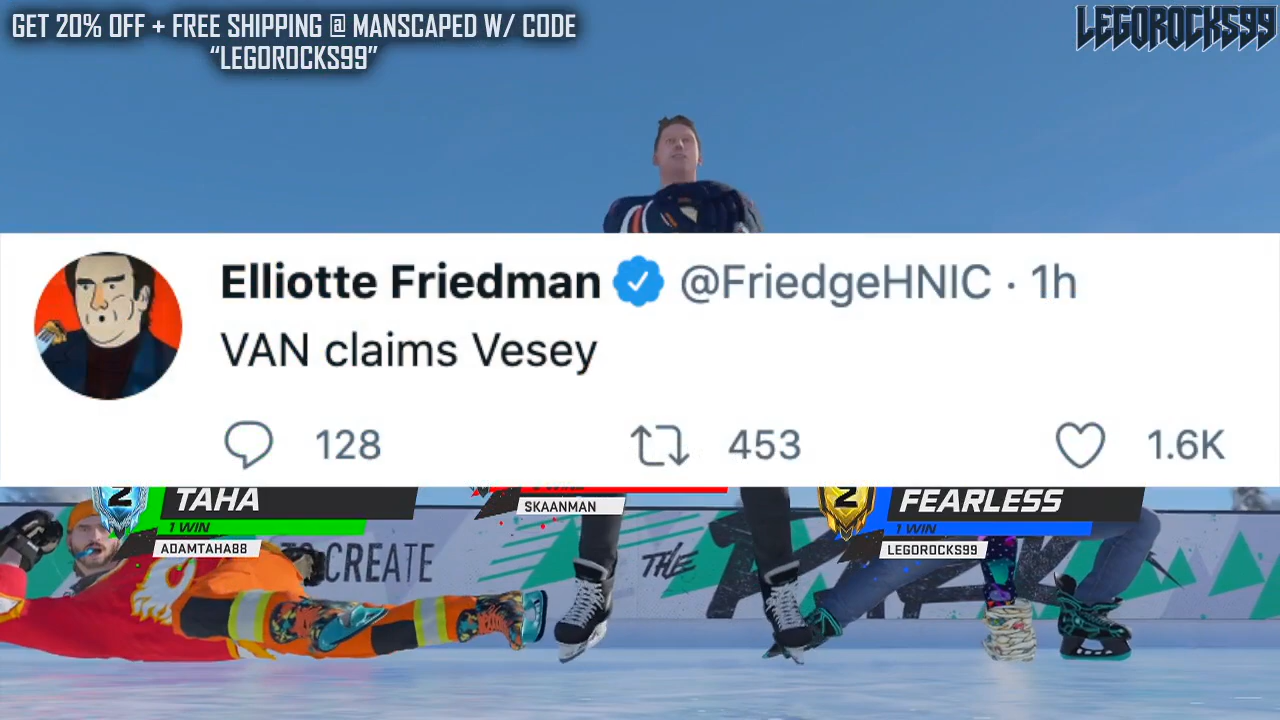 GET 20% OFF + FREE SHIPPING @ MANSCAPED W/ CODE
“LEGOROCKS99”
LEGOROCKS99
Elliotte Friedman @FriedgeHNIC · 1h
VAN claims Vesey
128 453 1.6K
2 TAHA
1 WIN
ADAMTAHA88
SKAANMAN
2 FEARLESS
1 WIN
LEGOROCKS99
CREATE
THE